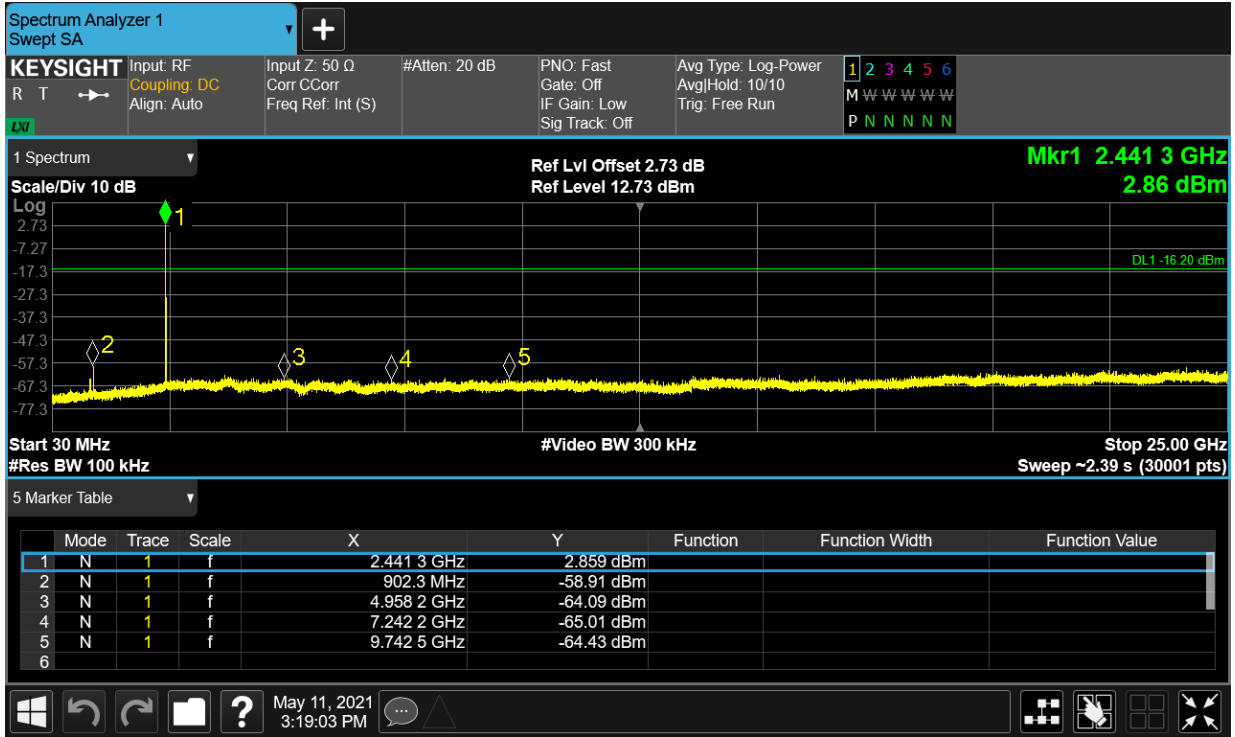 Spectrum Analyzer 1
Swept SA
KEYSIGHT
R T
LXI
Input: RF
Coupling: DC
Align: Auto
Input Z: 50 Ω
Corr CCorr
Freq Ref: Int (S)
#Atten: 20 dB
PNO: Fast
Gate: Off
IF Gain: Low
Sig Track: Off
Avg Type: Log-Power
Avg|Hold: 10/10
Trig: Free Run
1 2 3 4 5 6
M W W W W W
P N N N N N N
1 Spectrum
Scale/Div 10 dB
Ref Lvl Offset 2.73 dB
Ref Level 12.73 dBm
Mkr1 2.441 3 GHz
2.86 dBm
Log
2.73
-7.27
-17.3
-27.3
-37.3
-47.3
-57.3
-67.3
-77.3
1
2
3
4
5
DL1 -16.20 dBm
Start 30 MHz
#Video BW 300 kHz
Stop 25.00 GHz
#Res BW 100 kHz
Sweep ~2.39 s (30001 pts)
5 Marker Table
Mode Trace Scale X Y Function Function Width Function Value
1 N 1 f 2.441 3 GHz 2.859 dBm
2 N 1 f 902.3 MHz -58.91 dBm
3 N 1 f 4.958 2 GHz -64.09 dBm
4 N 1 f 7.242 2 GHz -65.01 dBm
5 N 1 f 9.742 5 GHz -64.43 dBm
6
?
May 11, 2021
3:19:03 PM